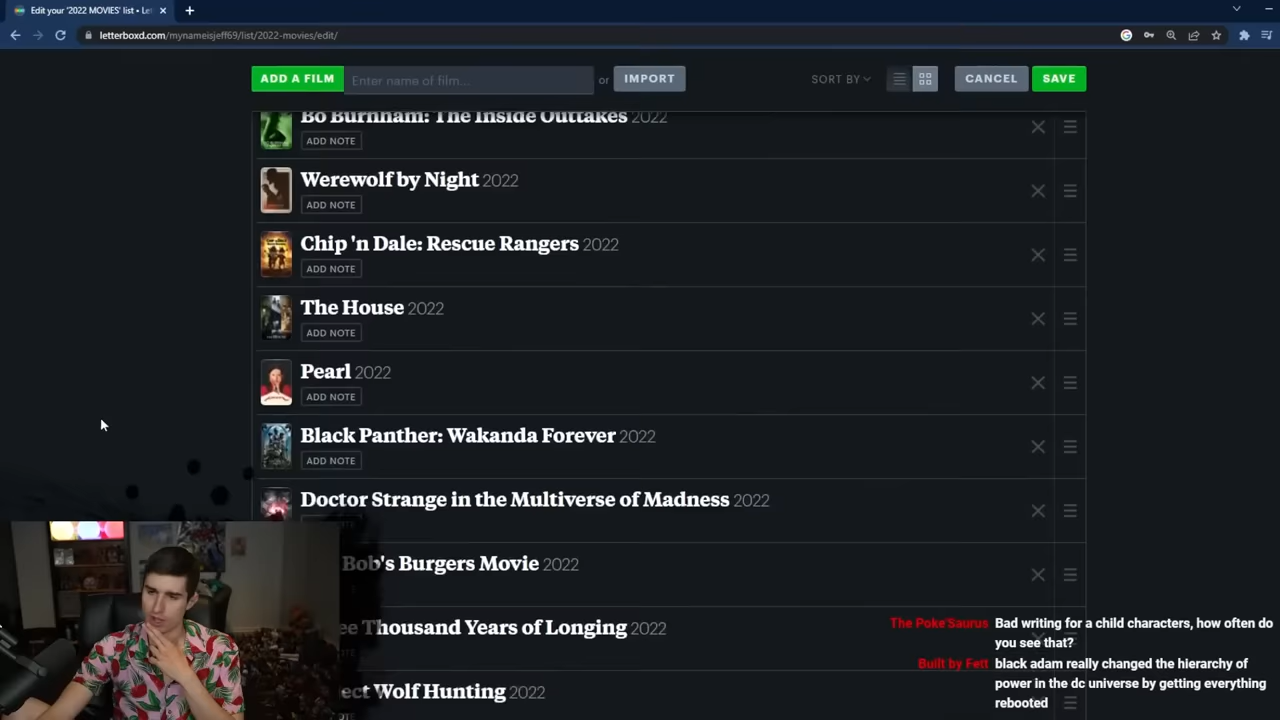 Edit your '2022 MOVIES' list • Let
letterboxd.com/mynameisjeff69/list/2022-movies/edit/
ADD A FILM Enter name of film... or IMPORT SORT BY CANCEL SAVE
Bo Burnham: The Inside Outtakes 2022
ADD NOTE
Werewolf by Night 2022
ADD NOTE
Chip 'n Dale: Rescue Rangers 2022
ADD NOTE
The House 2022
ADD NOTE
Pearl 2022
ADD NOTE
Black Panther: Wakanda Forever 2022
ADD NOTE
Doctor Strange in the Multiverse of Madness 2022
Bob's Burgers Movie 2022
Thousand Years of Longing 2022
Wolf Hunting 2022
The Poke'Saurus Bad writing for a child characters, how often do
you see that?
Built by Fett black adam really changed the hierarchy of
power in the dc universe by getting everything
rebooted